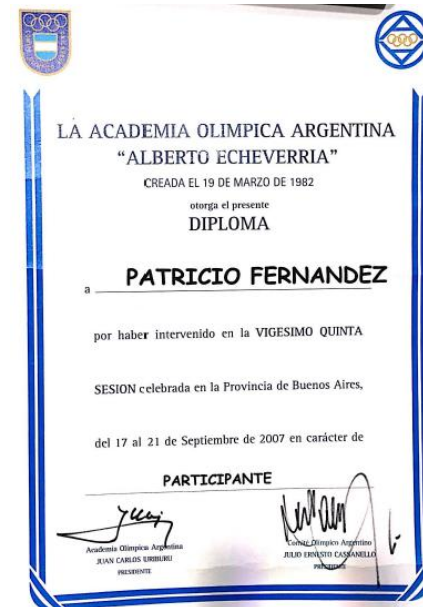 LA ACADEMIA OLIMPICA ARGENTINA
“ALBERTO ECHEVERRIA”
CREADA EL 19 DE MARZO DE 1982
otorga el presente
DIPLOMA
a PATRICIO FERNANDEZ
por haber intervenido en la VIGESIMO QUINTA
SESION celebrada en la Provincia de Buenos Aires,
del 17 al 21 de Septiembre de 2007 en carácter de
PARTICIPANTE
Academia Olímpica Argentina
JUAN CARLOS URIBURU
PRESIDENTE
Comité Olímpico Argentino
JULIO ERNESTO CASSANELLO
PRESIDENTE